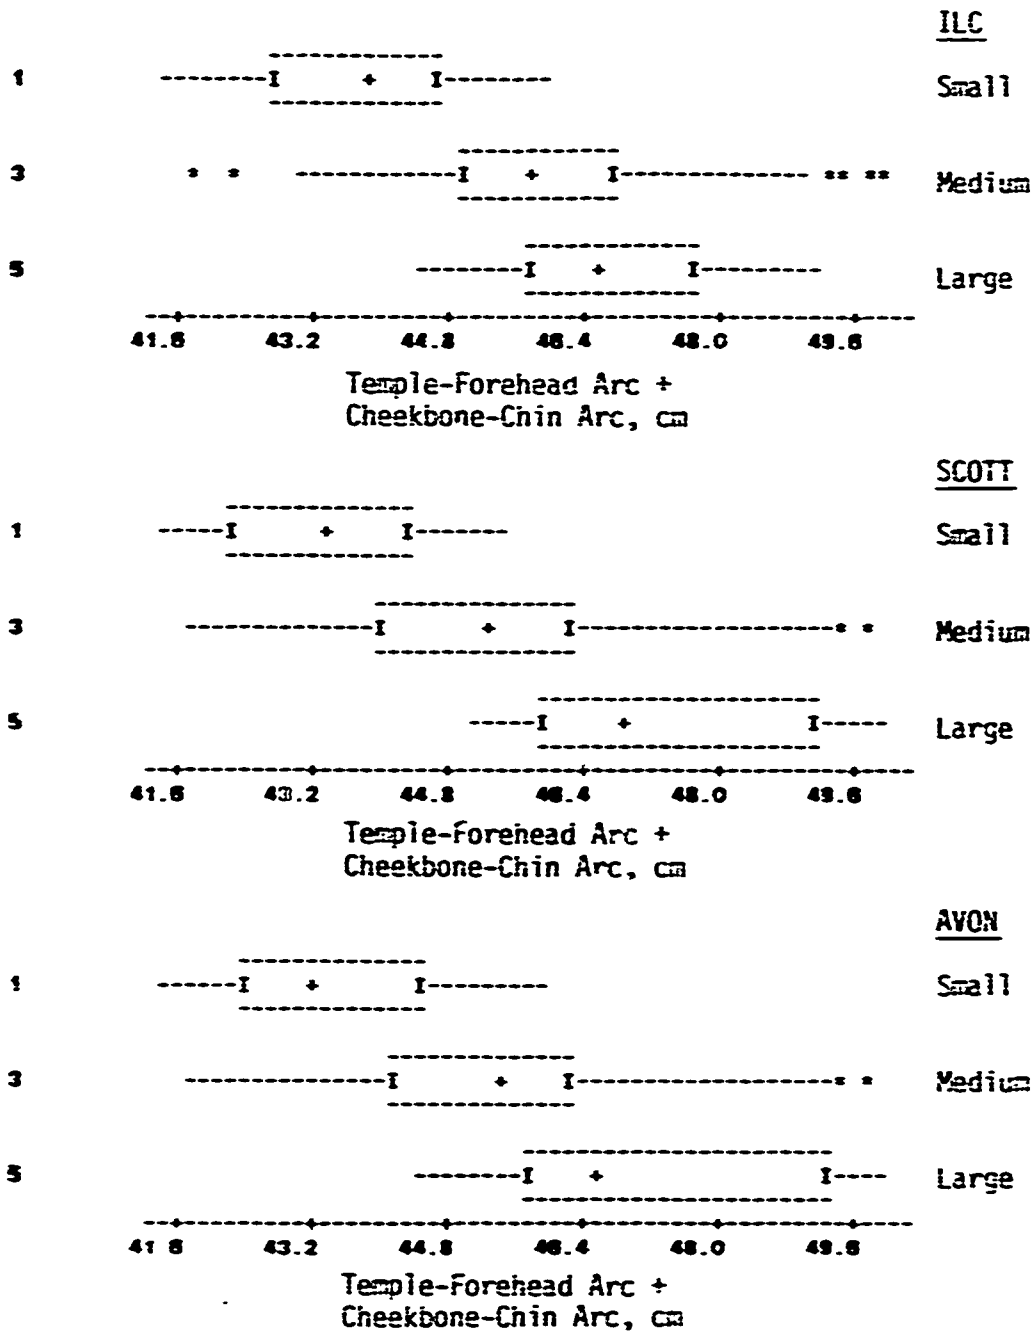 ILC
1 Small
3 Medium
5 Large
41.6 43.2 44.8 46.4 48.0 49.6
Temple-Forehead Arc +
Cheekbone-Chin Arc, cm
SCOTT
1 Small
3 Medium
5 Large
41.6 43.2 44.8 46.4 48.0 49.6
Temple-Forehead Arc +
Cheekbone-Chin Arc, cm
AVON
1 Small
3 Medium
5 Large
41 6 43.2 44.8 46.4 48.0 49.6
Temple-Forehead Arc +
Cheekbone-Chin Arc, cm